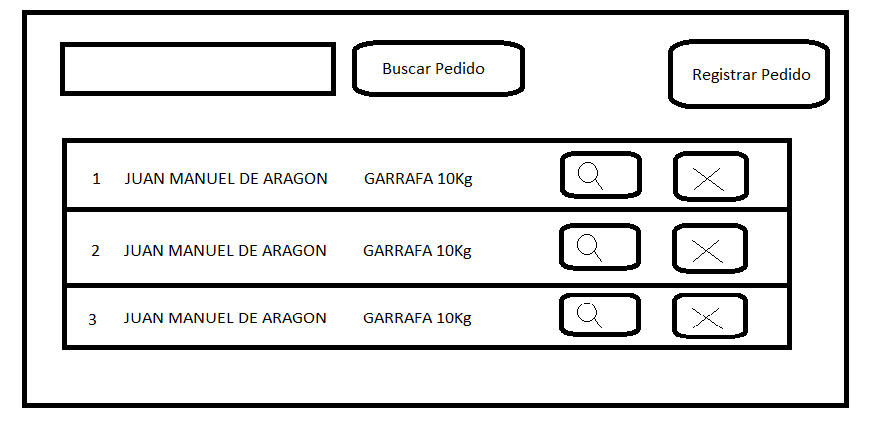 Buscar Pedido
Registrar Pedido
1 JUAN MANUEL DE ARAGON GARRAFA 10Kg
2 JUAN MANUEL DE ARAGON GARRAFA 10Kg
3 JUAN MANUEL DE ARAGON GARRAFA 10Kg